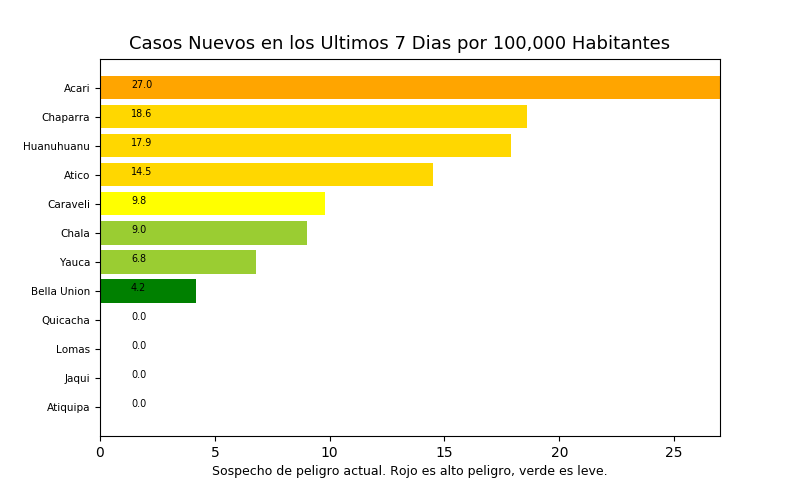 Casos Nuevos en los Ultimos 7 Dias por 100,000 Habitantes
Acari 27.0
Chaparra 18.6
Huanuhuanu 17.9
Atico 14.5
Caraveli 9.8
Chala 9.0
Yauca 6.8
Bella Union 4.2
Quicacha 0.0
Lomas 0.0
Jaqui 0.0
Atiquipa 0.0
0 5 10 15 20 25
Sospecho de peligro actual. Rojo es alto peligro, verde es leve.